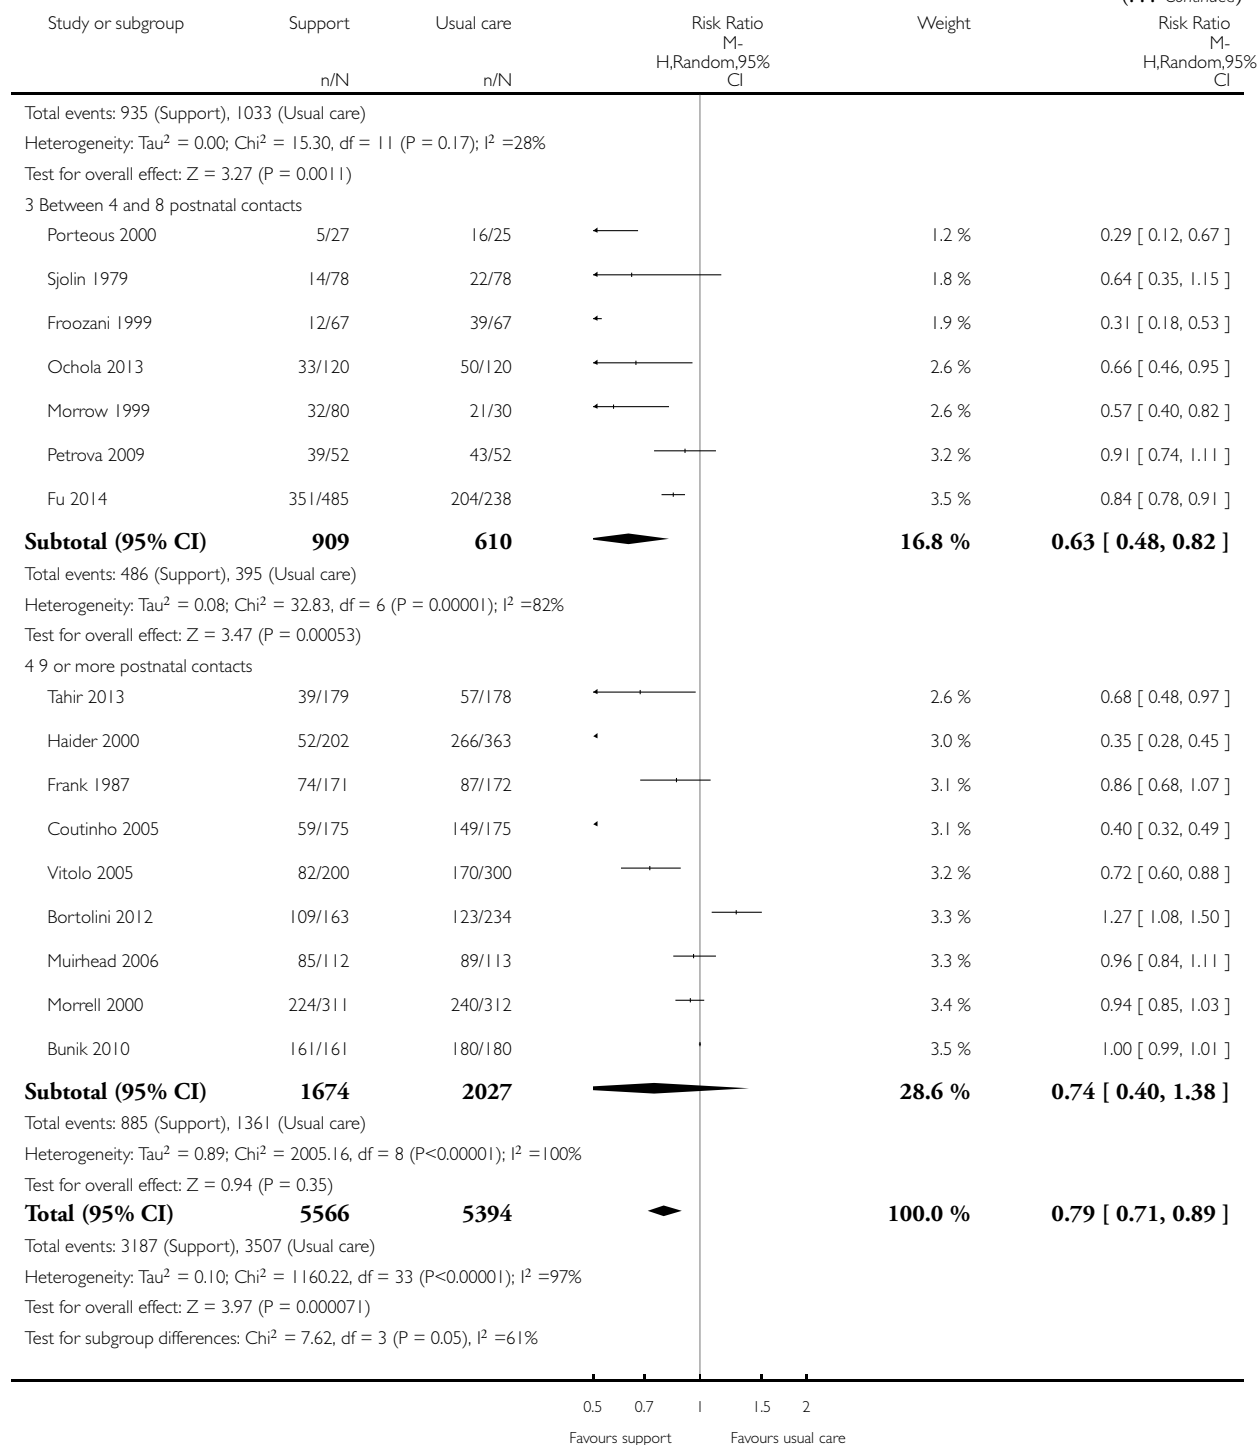 (... Continued)
Study or subgroup Support Usual care Risk Ratio Weight Risk Ratio
M- M-
H,Random,95% H,Random,95%
n/N n/N CI CI
Total events: 935 (Support), 1033 (Usual care)
Heterogeneity: Tau² = 0.00; Chi² = 15.30, df = 11 (P = 0.17); I² =28%
Test for overall effect: Z = 3.27 (P = 0.0011)
3 Between 4 and 8 postnatal contacts
Porteous 2000 5/27 16/25 1.2 % 0.29 [ 0.12, 0.67 ]
Sjolin 1979 14/78 22/78 1.8 % 0.64 [ 0.35, 1.15 ]
Froozani 1999 12/67 39/67 1.9 % 0.31 [ 0.18, 0.53 ]
Ochola 2013 33/120 50/120 2.6 % 0.66 [ 0.46, 0.95 ]
Morrow 1999 32/80 21/30 2.6 % 0.57 [ 0.40, 0.82 ]
Petrova 2009 39/52 43/52 3.2 % 0.91 [ 0.74, 1.11 ]
Fu 2014 351/485 204/238 3.5 % 0.84 [ 0.78, 0.91 ]
Subtotal (95% CI) 909 610 16.8 % 0.63 [ 0.48, 0.82 ]
Total events: 486 (Support), 395 (Usual care)
Heterogeneity: Tau² = 0.08; Chi² = 32.83, df = 6 (P = 0.00001); I² =82%
Test for overall effect: Z = 3.47 (P = 0.00053)
4 9 or more postnatal contacts
Tahir 2013 39/179 57/178 2.6 % 0.68 [ 0.48, 0.97 ]
Haider 2000 52/202 266/363 3.0 % 0.35 [ 0.28, 0.45 ]
Frank 1987 74/171 87/172 3.1 % 0.86 [ 0.68, 1.07 ]
Coutinho 2005 59/175 149/175 3.1 % 0.40 [ 0.32, 0.49 ]
Vitolo 2005 82/200 170/300 3.2 % 0.72 [ 0.60, 0.88 ]
Bortolini 2012 109/163 123/234 3.3 % 1.27 [ 1.08, 1.50 ]
Muirhead 2006 85/112 89/113 3.3 % 0.96 [ 0.84, 1.11 ]
Morrell 2000 224/311 240/312 3.4 % 0.94 [ 0.85, 1.03 ]
Bunik 2010 161/161 180/180 3.5 % 1.00 [ 0.99, 1.01 ]
Subtotal (95% CI) 1674 2027 28.6 % 0.74 [ 0.40, 1.38 ]
Total events: 885 (Support), 1361 (Usual care)
Heterogeneity: Tau² = 0.89; Chi² = 2005.16, df = 8 (P<0.00001); I² =100%
Test for overall effect: Z = 0.94 (P = 0.35)
Total (95% CI) 5566 5394 100.0 % 0.79 [ 0.71, 0.89 ]
Total events: 3187 (Support), 3507 (Usual care)
Heterogeneity: Tau² = 0.10; Chi² = 1160.22, df = 33 (P<0.00001); I² =97%
Test for overall effect: Z = 3.97 (P = 0.000071)
Test for subgroup differences: Chi² = 7.62, df = 3 (P = 0.05), I² =61%
0.5 0.7 1 1.5 2
Favours support Favours usual care